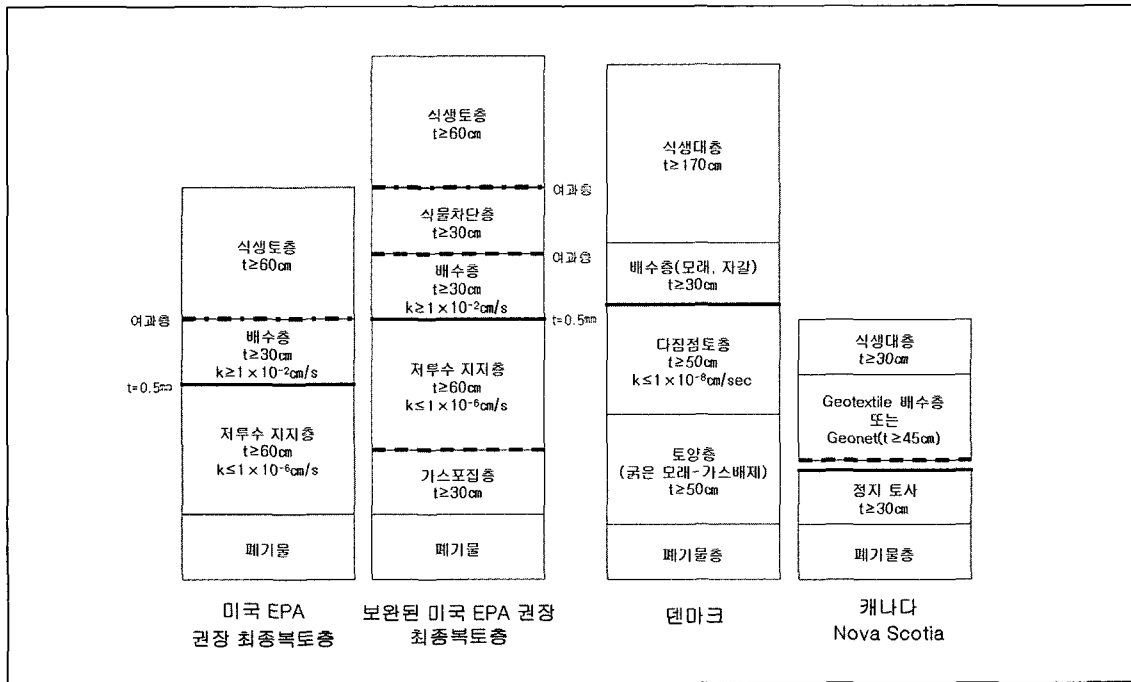 식생토층
t≥60㎝
여과층
배수층
t≥30㎝
k≥1×10⁻²㎝/s
t=0.5㎜
저투수 지지층
t≥60㎝
k≤1×10⁻⁶㎝/s
폐기물
미국 EPA
권장 최종복토층
식생토층
t≥60㎝
여과층
식물차단층
t≥30㎝
여과층
배수층
t≥30㎝
k≥1×10⁻²㎝/s
t=0.5㎜
저투수 지지층
t≥60㎝
k≤1×10⁻⁶㎝/s
가스포집층
t≥30㎝
폐기물
보완된 미국 EPA 권장
최종복토층
식생대층
t≥170㎝
배수층(모래, 자갈)
t≥30㎝
다짐점토층
t≥50㎝
k≤1×10⁻⁸㎝/sec
토양층
(굵은 모래-가스배제)
t≥50㎝
폐기물층
덴마크
식생대층
t≥30㎝
Geotextile 배수층
또는
Geonet(t≥45㎝)
정지 토사
t≥30㎝
폐기물층
캐나다
Nova Scotia